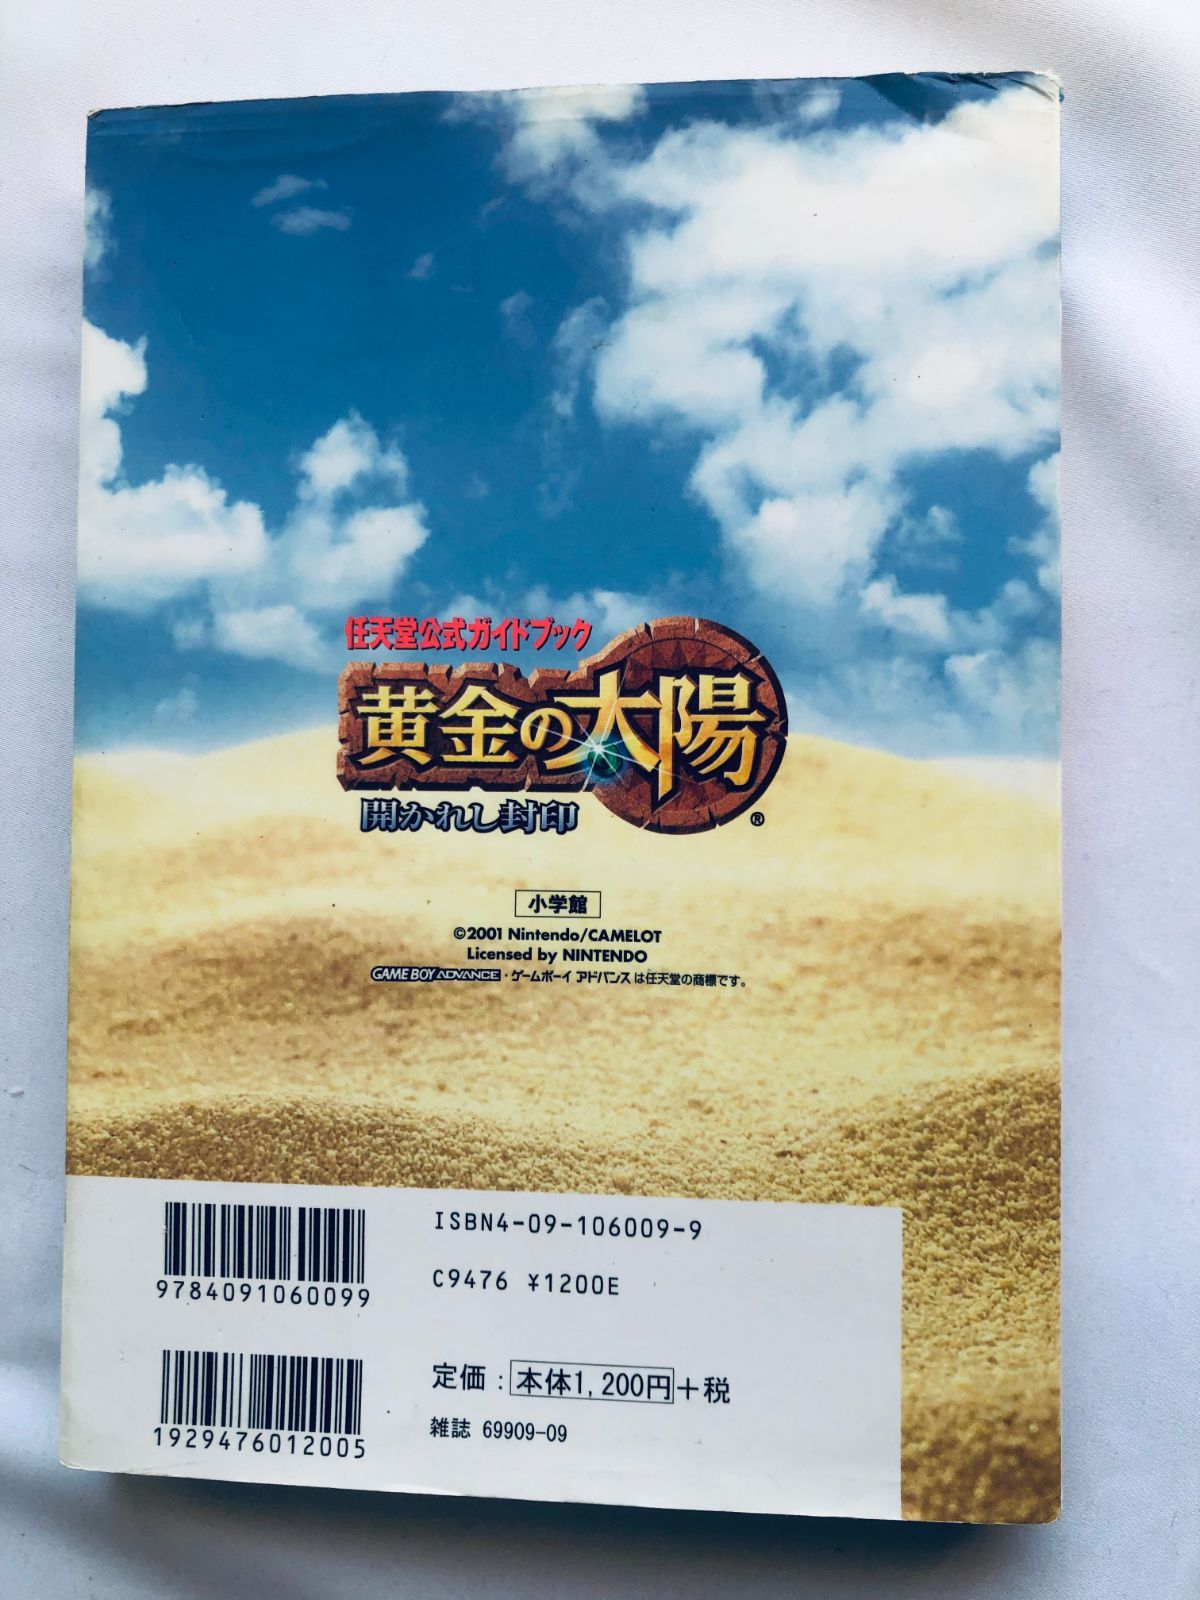 任天堂公式ガイドブック
黄金の太陽
開かれし封印
®
小学館
©2001 Nintendo/CAMELOT
Licensed by NINTENDO
GAME BOY ADVANCE・ゲームボーイ アドバンスは任天堂の商標です。
ISBN4-09-106009-9
9784091060099
C9476 ¥1200E
定価：本体1,200円+税
雑誌 69909-09
1929476012005